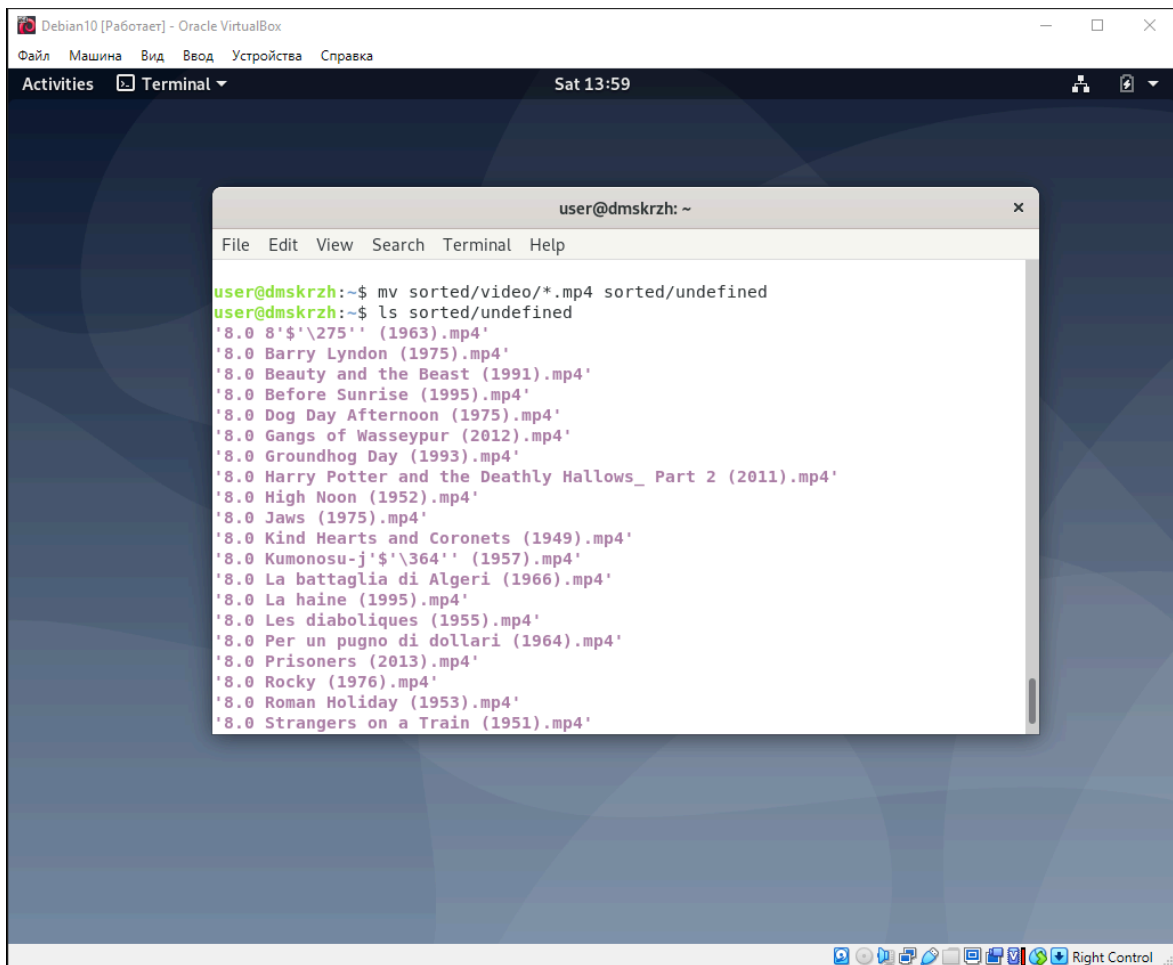 Debian10 [Работает] - Oracle VirtualBox
Файл Машина Вид Ввод Устройства Справка
Activities Terminal Sat 13:59
user@dmskrzh: ~
File Edit View Search Terminal Help
user@dmskrzh:~$ mv sorted/video/*.mp4 sorted/undefined
user@dmskrzh:~$ ls sorted/undefined
'8.0 8'$'\275'' (1963).mp4'
'8.0 Barry Lyndon (1975).mp4'
'8.0 Beauty and the Beast (1991).mp4'
'8.0 Before Sunrise (1995).mp4'
'8.0 Dog Day Afternoon (1975).mp4'
'8.0 Gangs of Wasseypur (2012).mp4'
'8.0 Groundhog Day (1993).mp4'
'8.0 Harry Potter and the Deathly Hallows_ Part 2 (2011).mp4'
'8.0 High Noon (1952).mp4'
'8.0 Jaws (1975).mp4'
'8.0 Kind Hearts and Coronets (1949).mp4'
'8.0 Kumonosu-j'$'\364'' (1957).mp4'
'8.0 La battaglia di Algeri (1966).mp4'
'8.0 La haine (1995).mp4'
'8.0 Les diaboliques (1955).mp4'
'8.0 Per un pugno di dollari (1964).mp4'
'8.0 Prisoners (2013).mp4'
'8.0 Rocky (1976).mp4'
'8.0 Roman Holiday (1953).mp4'
'8.0 Strangers on a Train (1951).mp4'
Right Control